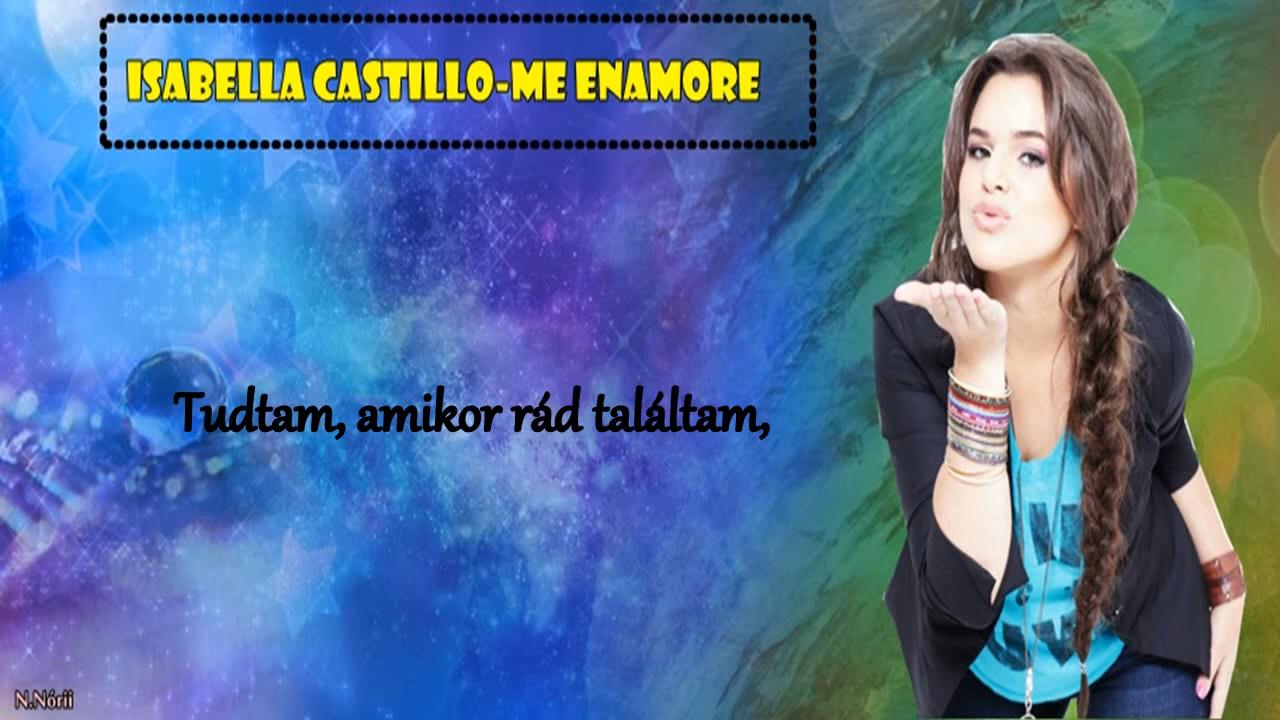 ISABELLA CASTILLO-ME ENAMORE
Tudtam, amikor rád találtam,
N.Nórii